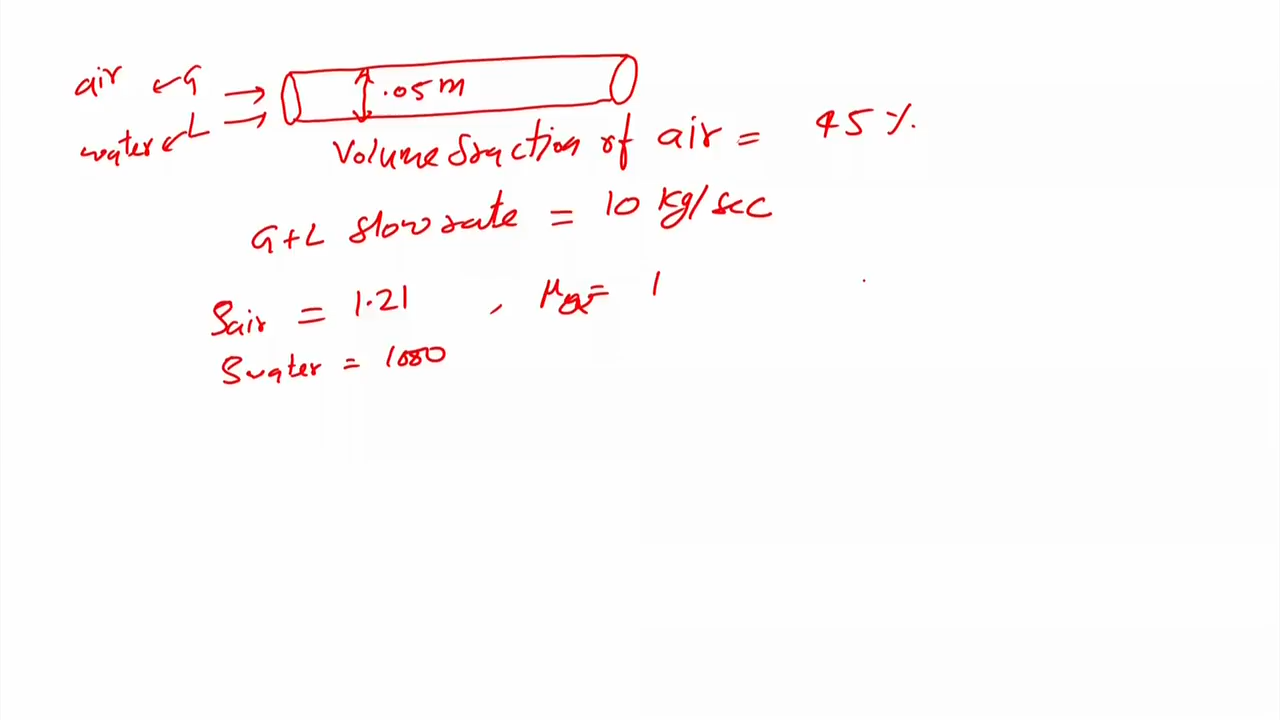 air ← G
.05 m
water ← L
Volume fraction of air = 45 %
G+L flow rate = 10 kg/sec
ρair = 1.21 , μ = 1
ρwater = 1000